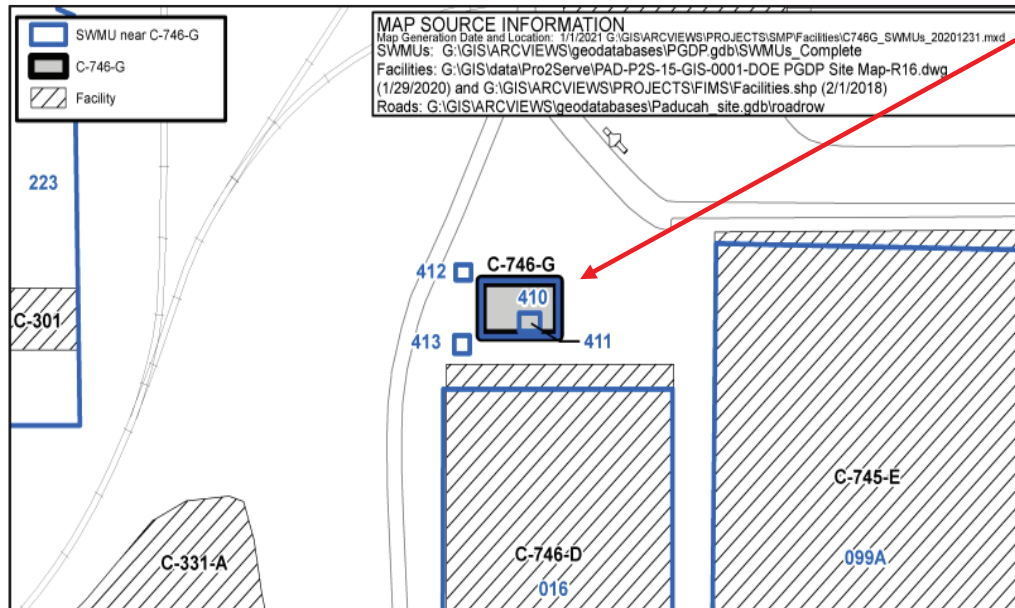 SWMU near C-746-G
C-746-G
Facility
MAP SOURCE INFORMATION
Map Generation Date and Location: 1/1/2021 G:\GIS\ARCVIEWS\PROJECTS\SMP\Facilities\C746G_SWMUs_20201231.mxd
SWMUs: G:\GIS\ARCVIEWS\geodatabases\PGDP.gdb\SWMUs_Complete
Facilities: G:\GIS\data\Pro2Serve\PAD-P2S-15-GIS-0001-DOE PGDP Site Map-R16.dwg
(1/29/2020) and G:\GIS\ARCVIEWS\PROJECTS\FIMS\Facilities.shp (2/1/2018)
Roads: G:\GIS\ARCVIEWS\geodatabases\Paducah_site.gdb\roadrow
223
C-746-G
412
410
413
411
C-301
C-745-E
C-331-A
C-746-D
099A
016